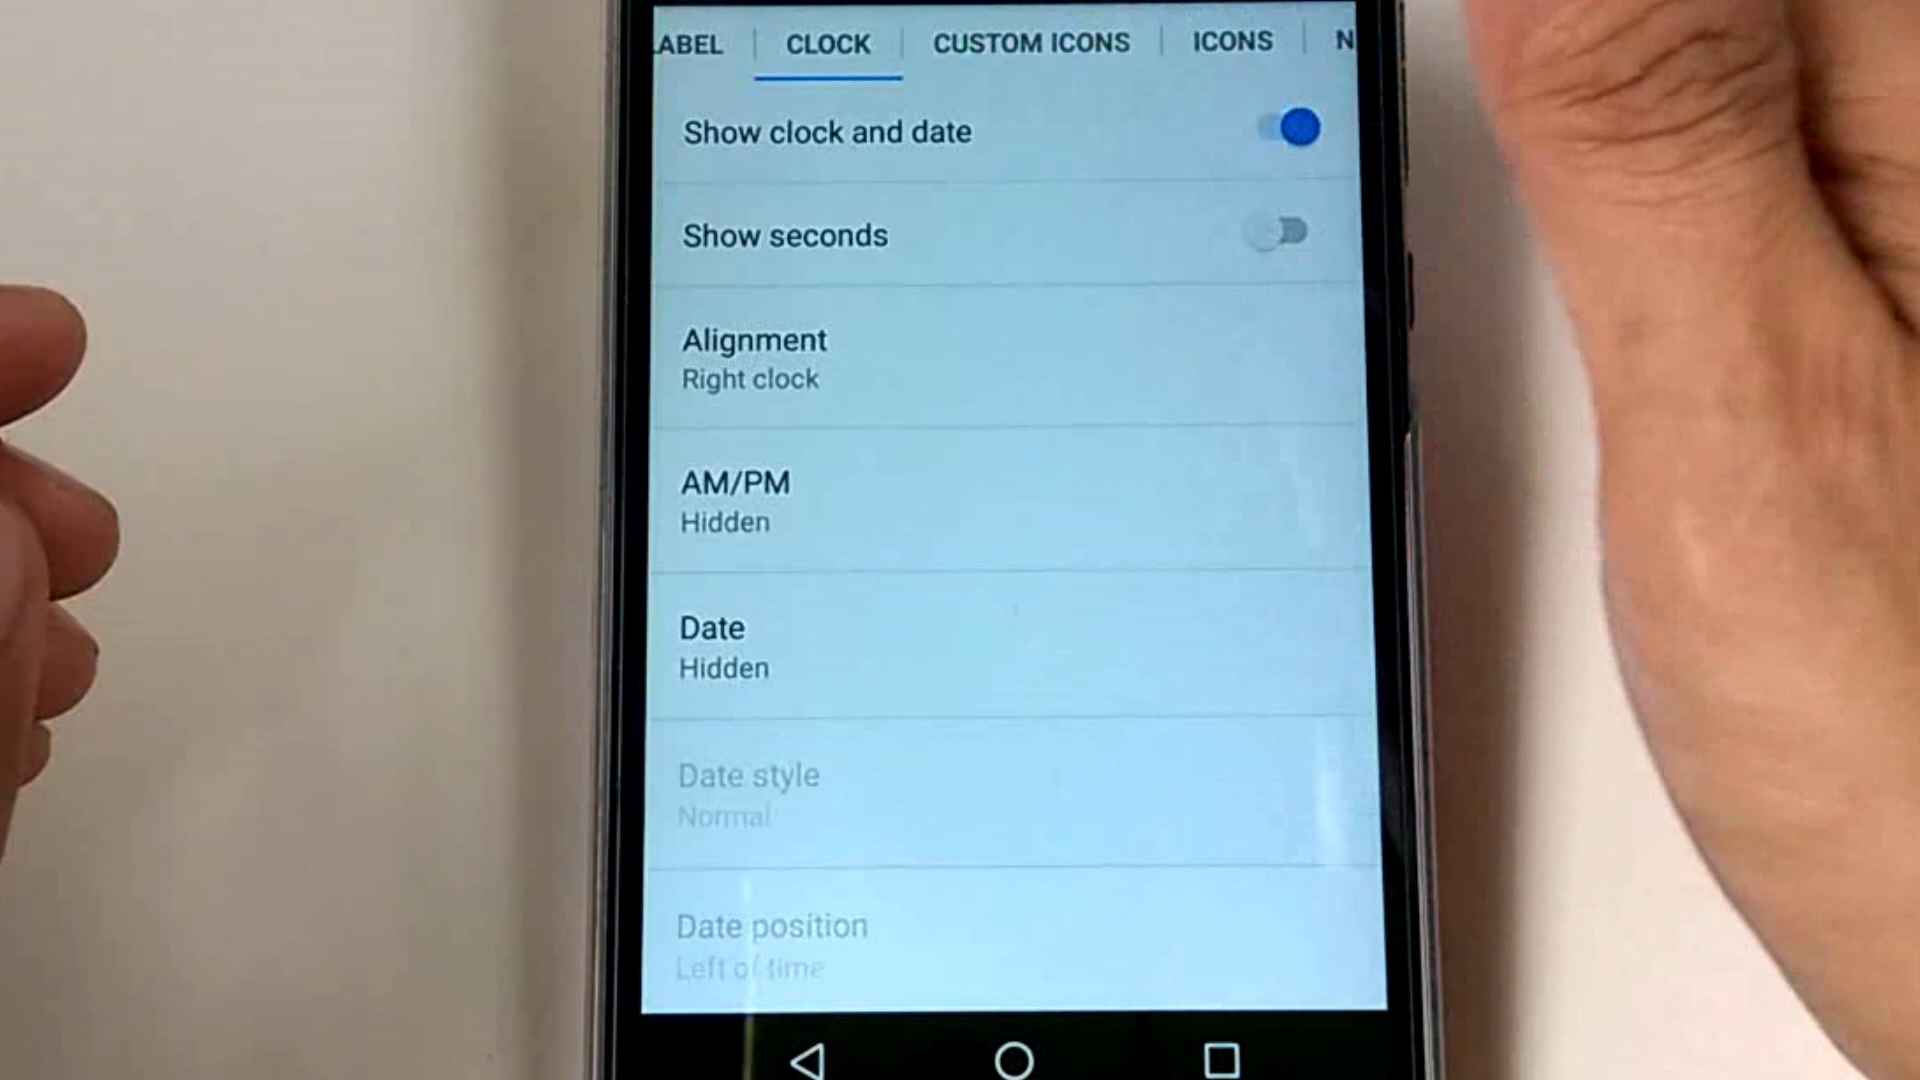 LABEL CLOCK CUSTOM ICONS ICONS N
Show clock and date
Show seconds
Alignment
Right clock
AM/PM
Hidden
Date
Hidden
Date style
Normal
Date position
Left of time